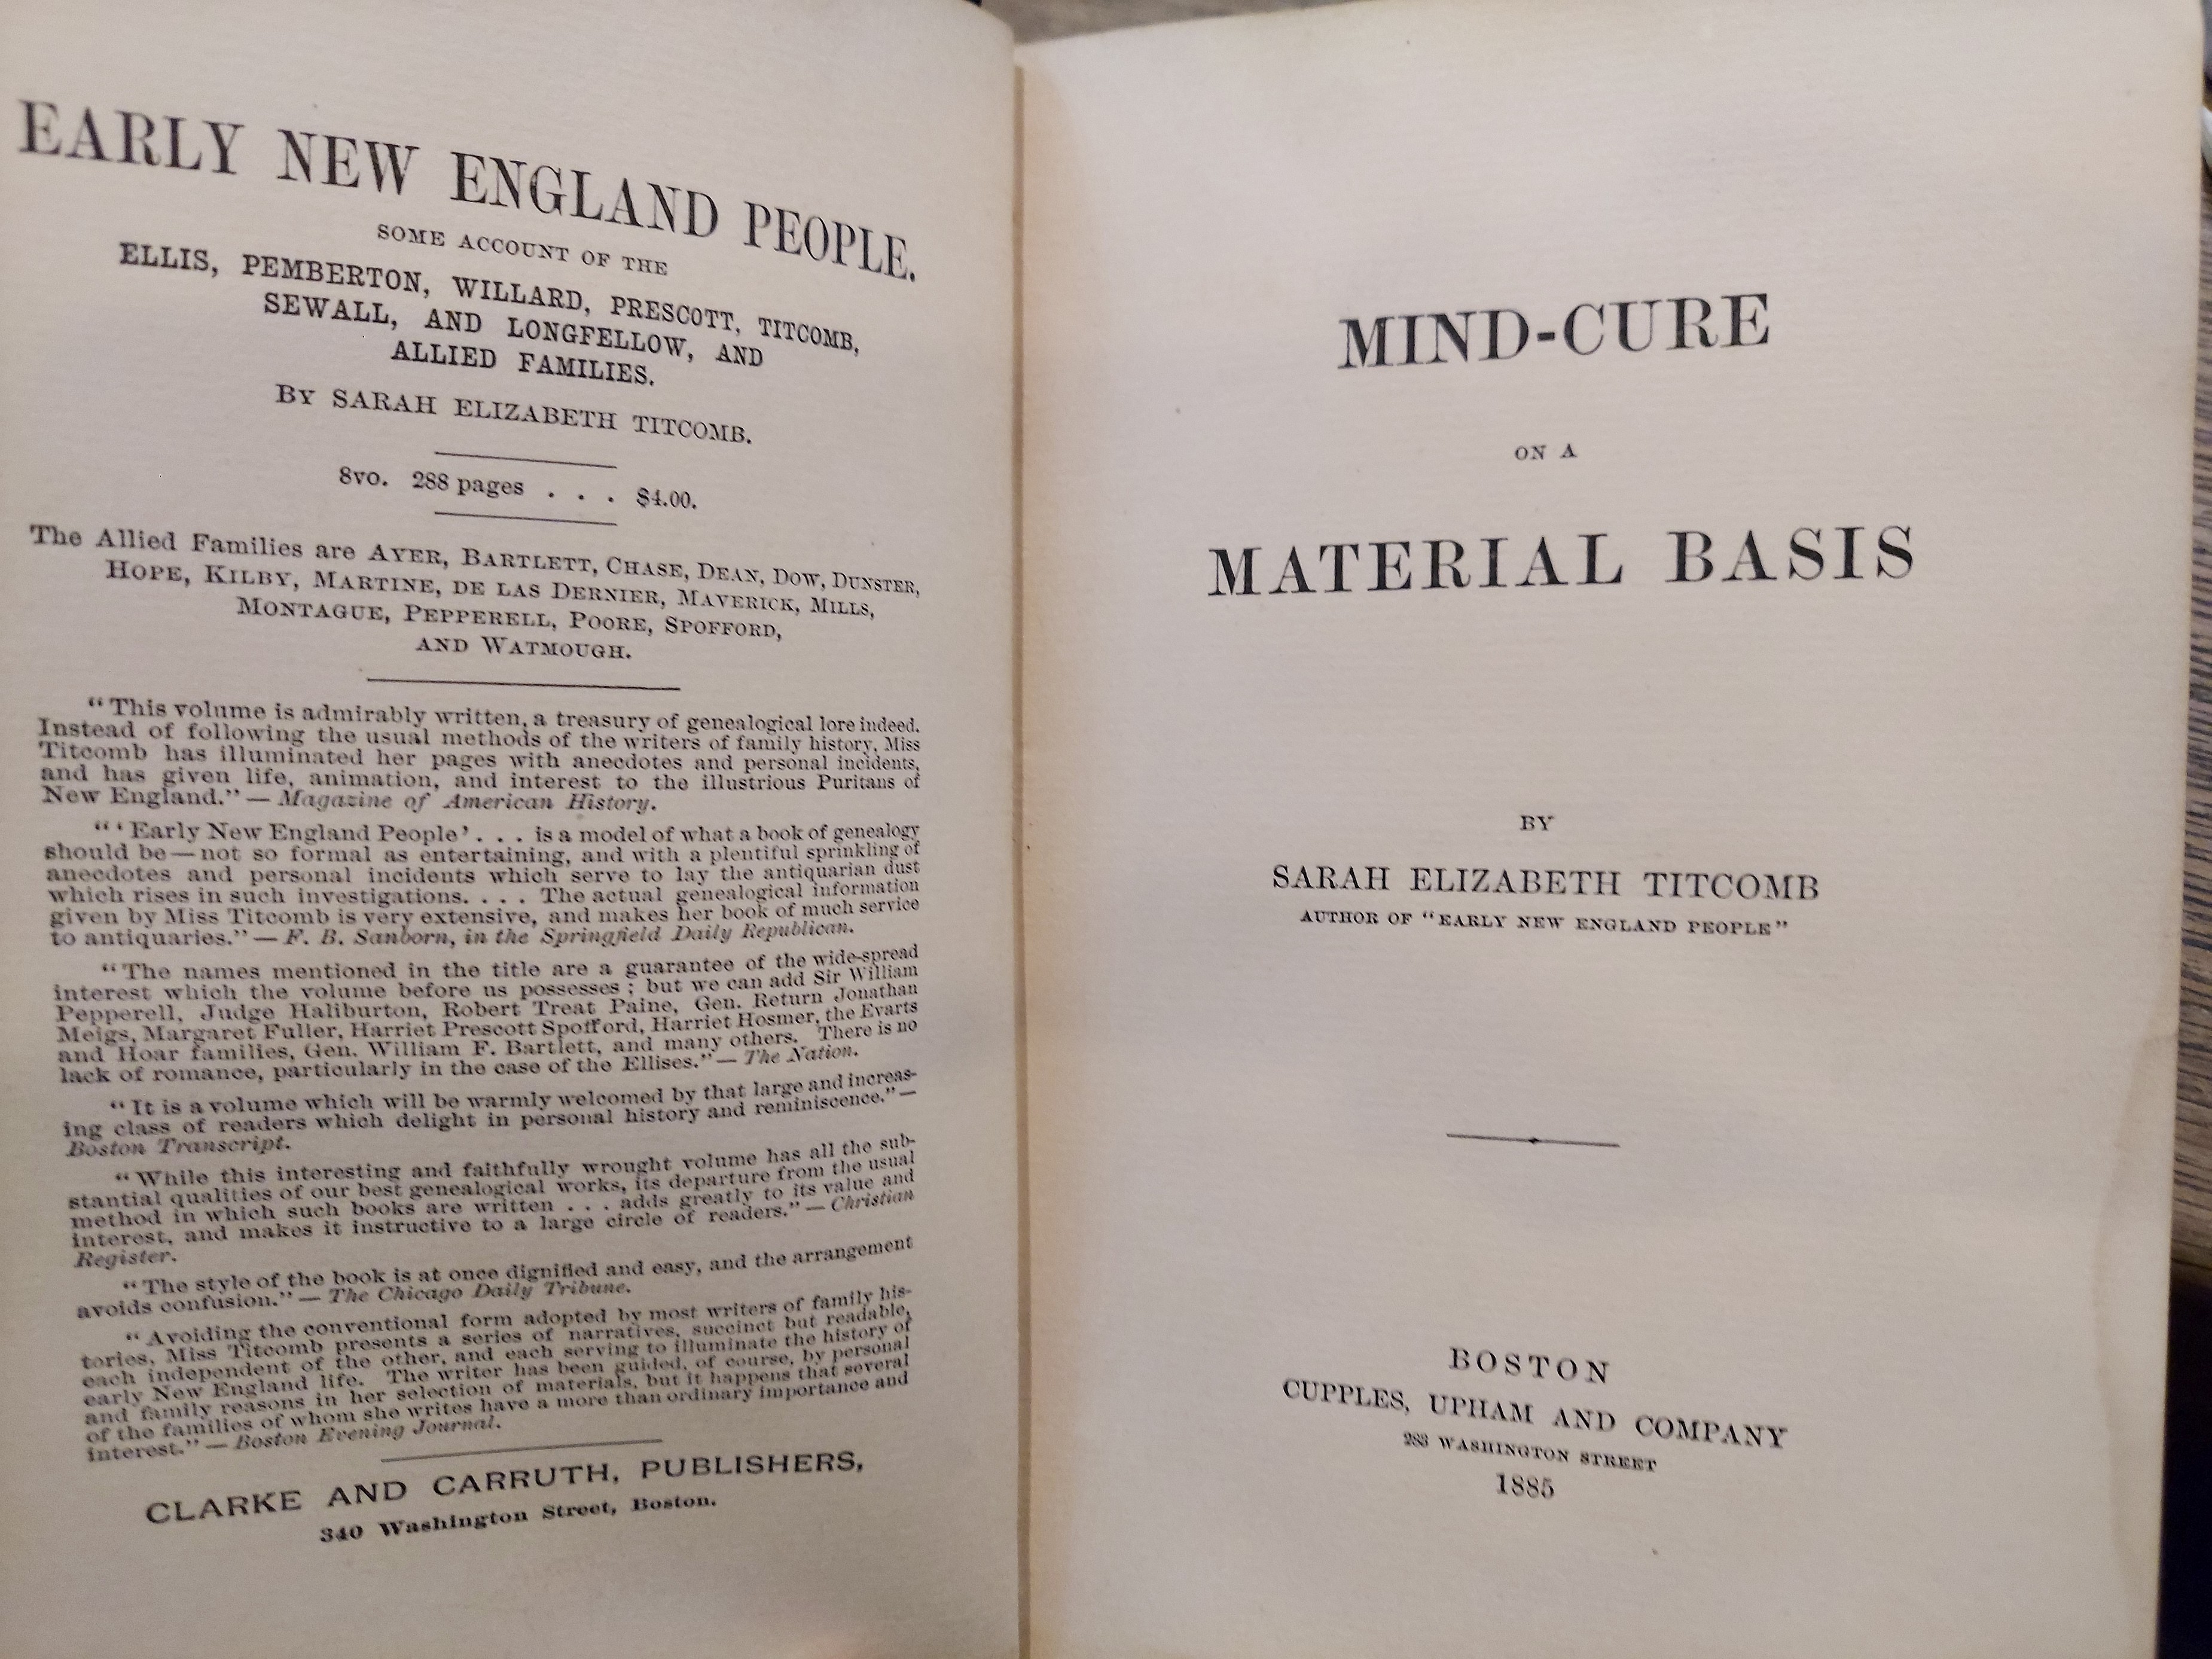 EARLY NEW ENGLAND PEOPLE.
SOME ACCOUNT OF THE
ELLIS, PEMBERTON, WILLARD, PRESCOTT, TITCOMB,
SEWALL, AND LONGFELLOW, AND
ALLIED FAMILIES.
BY SARAH ELIZABETH TITCOMB.
8vo. 288 pages . . . $4.00.
The Allied Families are AYER, BARTLETT, CHASE, DEAN, DOW, DUNSTER,
HOPE, KILBY, MARTINE, DE LAS DERNIER, MAVERICK, MILLS,
MONTAGUE, PEPPERELL, POORE, SPOFFORD,
AND WATMOUGH.
"This volume is admirably written, a treasury of genealogical lore indeed.
Instead of following the usual methods of the writers of family history, Miss
Titcomb has illuminated her pages with anecdotes and personal incidents,
and has given life, animation, and interest to the illustrious Puritans of
New England." — Magazine of American History.
"'Early New England People' . . . is a model of what a book of genealogy
should be — not so formal as entertaining, and with a plentiful sprinkling of
anecdotes and personal incidents which serve to lay the antiquarian dust
which rises in such investigations. . . . The actual genealogical information
given by Miss Titcomb is very extensive, and makes her book of much service
to antiquaries." — F. B. Sanborn, in the Springfield Daily Republican.
"The names mentioned in the title are a guarantee of the wide-spread
interest which the volume before us possesses; but we can add Sir William
Pepperell, Judge Haliburton, Robert Treat Paine, Gen. Return Jonathan
Meigs, Margaret Fuller, Harriet Prescott Spofford, Harriet Hosmer, the Evarts
and Hoar families, Gen. William F. Bartlett, and many others. There is no
lack of romance, particularly in the case of the Ellises." — The Nation.
"It is a volume which will be warmly welcomed by that large and increas-
ing class of readers which delight in personal history and reminiscence." —
Boston Transcript.
"While this interesting and faithfully wrought volume has all the sub-
stantial qualities of our best genealogical works, its departure from the usual
method in which such books are written . . . adds greatly to its value and
interest, and makes it instructive to a large circle of readers." — Christian
Register.
"The style of the book is at once dignified and easy, and the arrangement
avoids confusion." — The Chicago Daily Tribune.
"Avoiding the conventional form adopted by most writers of family his-
tories, Miss Titcomb presents a series of narratives, succinct but readable,
each independent of the other, and each serving to illuminate the history of
early New England life. The writer has been guided, of course, by personal
and family reasons in her selection of materials, but it happens that several
of the families of whom she writes have a more than ordinary importance and
interest." — Boston Evening Journal.
CLARKE AND CARRUTH, PUBLISHERS,
340 Washington Street, Boston.
MIND-CURE
ON A
MATERIAL BASIS
BY
SARAH ELIZABETH TITCOMB
AUTHOR OF "EARLY NEW ENGLAND PEOPLE"
BOSTON
CUPPLES, UPHAM AND COMPANY
283 WASHINGTON STREET
1885